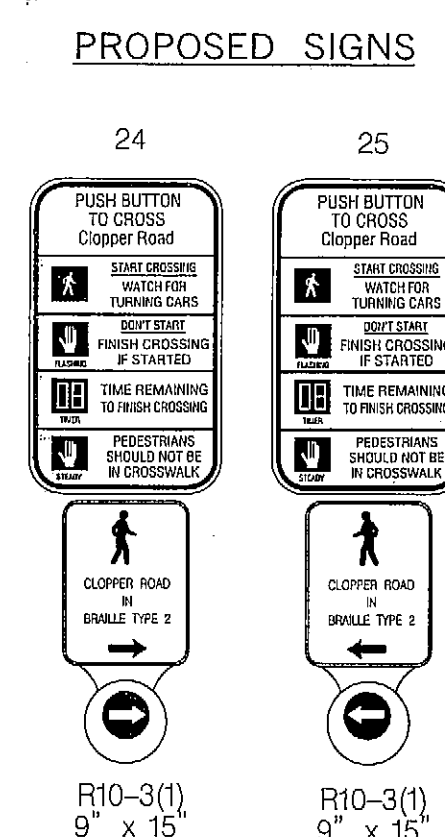 PROPOSED SIGNS
24
PUSH BUTTON
TO CROSS
Clopper Road
START CROSSING
WATCH FOR
TURNING CARS
DON'T START
FINISH CROSSING
IF STARTED
FLASHING
08
TIME REMAINING
TO FINISH CROSSING
TIMER
PEDESTRIANS
SHOULD NOT BE
IN CROSSWALK
STEADY
CLOPPER ROAD
IN
BRAILLE TYPE 2
R10-3(1)
9" x 15"
25
PUSH BUTTON
TO CROSS
Clopper Road
START CROSSING
WATCH FOR
TURNING CARS
DON'T START
FINISH CROSSING
IF STARTED
FLASHING
08
TIME REMAINING
TO FINISH CROSSING
TIMER
PEDESTRIANS
SHOULD NOT BE
IN CROSSWALK
STEADY
CLOPPER ROAD
IN
BRAILLE TYPE 2
R10-3(1)
9" x 15"